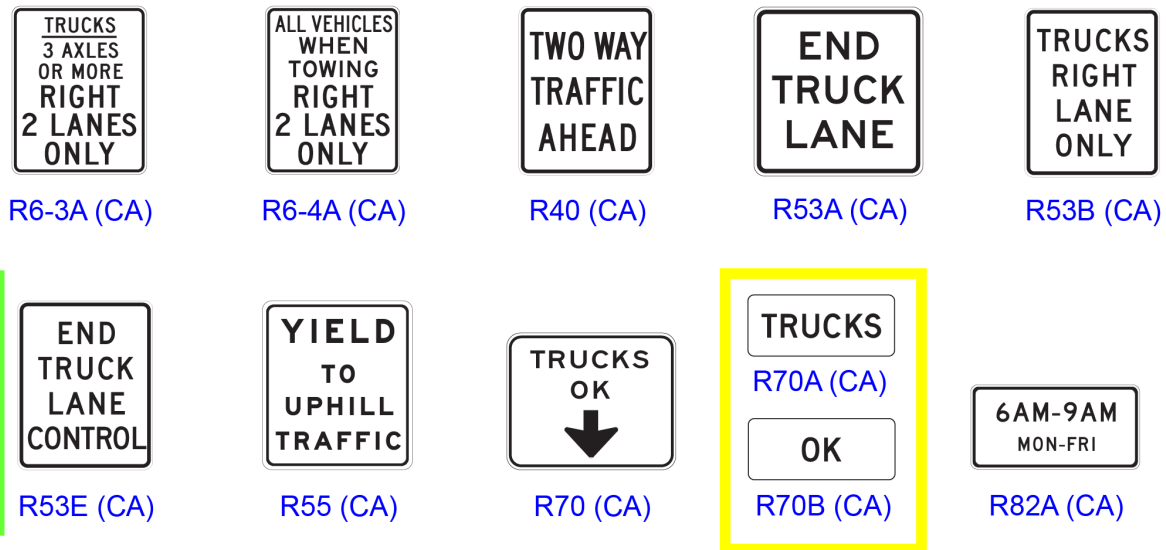 TRUCKS
3 AXLES
OR MORE
RIGHT
2 LANES
ONLY
R6-3A (CA)
ALL VEHICLES
WHEN
TOWING
RIGHT
2 LANES
ONLY
R6-4A (CA)
TWO WAY
TRAFFIC
AHEAD
R40 (CA)
END
TRUCK
LANE
R53A (CA)
TRUCKS
RIGHT
LANE
ONLY
R53B (CA)
END
TRUCK
LANE
CONTROL
R53E (CA)
YIELD
TO
UPHILL
TRAFFIC
R55 (CA)
TRUCKS
OK
R70 (CA)
TRUCKS
R70A (CA)
OK
R70B (CA)
6AM-9AM
MON-FRI
R82A (CA)